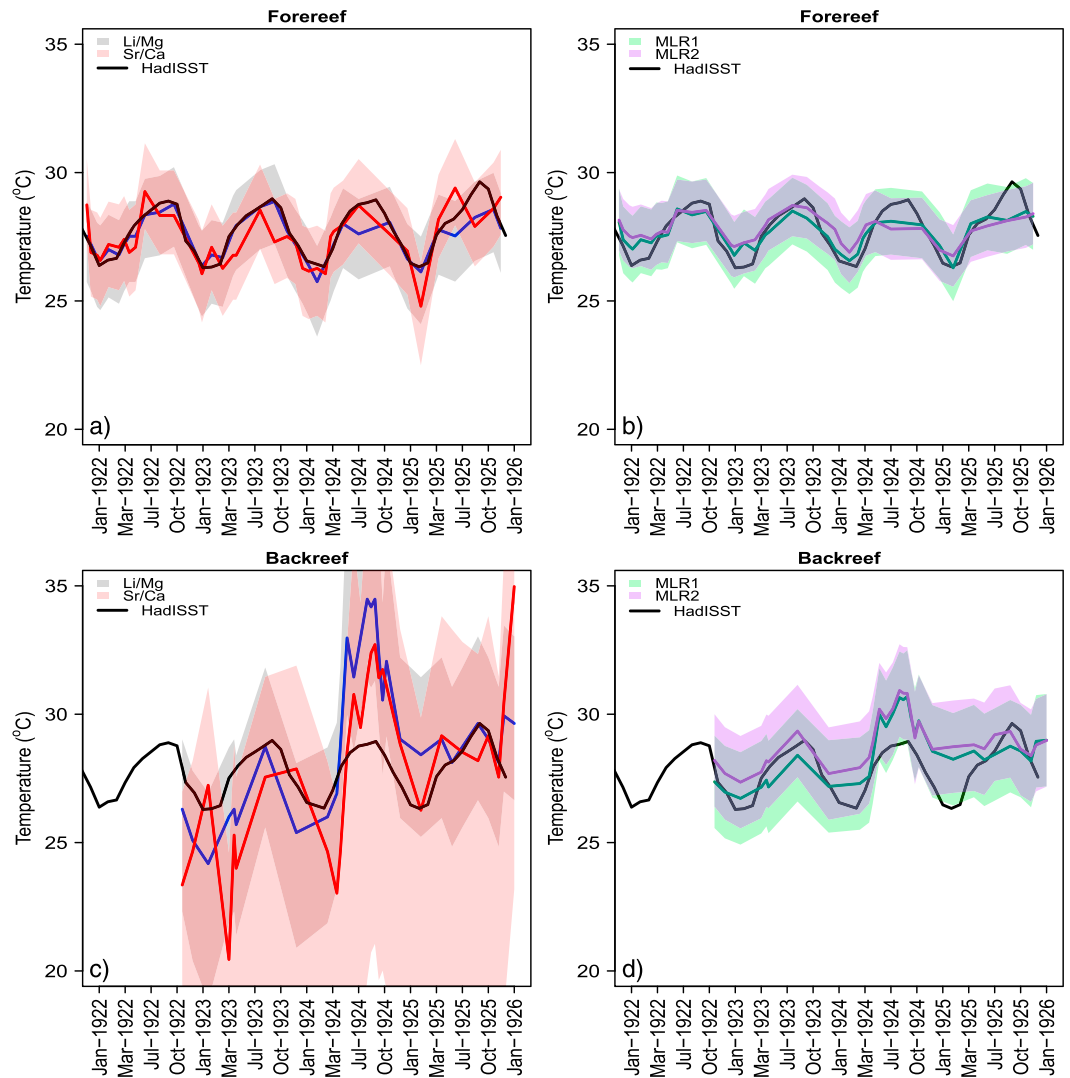 Forereef
Li/Mg
Sr/Ca
HadISST
35
30
25
20
Temperature (°C)
a)
Jan−1922
Mar−1922
Jul−1922
Oct−1922
Jan−1923
Mar−1923
Jul−1923
Oct−1923
Jan−1924
Mar−1924
Jul−1924
Oct−1924
Jan−1925
Mar−1925
Jul−1925
Oct−1925
Jan−1926
Forereef
MLR1
MLR2
HadISST
35
30
25
20
Temperature (°C)
b)
Jan−1922
Mar−1922
Jul−1922
Oct−1922
Jan−1923
Mar−1923
Jul−1923
Oct−1923
Jan−1924
Mar−1924
Jul−1924
Oct−1924
Jan−1925
Mar−1925
Jul−1925
Oct−1925
Jan−1926
Backreef
Li/Mg
Sr/Ca
HadISST
35
30
25
20
Temperature (°C)
c)
Jan−1922
Mar−1922
Jul−1922
Oct−1922
Jan−1923
Mar−1923
Jul−1923
Oct−1923
Jan−1924
Mar−1924
Jul−1924
Oct−1924
Jan−1925
Mar−1925
Jul−1925
Oct−1925
Jan−1926
Backreef
MLR1
MLR2
HadISST
35
30
25
20
Temperature (°C)
d)
Jan−1922
Mar−1922
Jul−1922
Oct−1922
Jan−1923
Mar−1923
Jul−1923
Oct−1923
Jan−1924
Mar−1924
Jul−1924
Oct−1924
Jan−1925
Mar−1925
Jul−1925
Oct−1925
Jan−1926